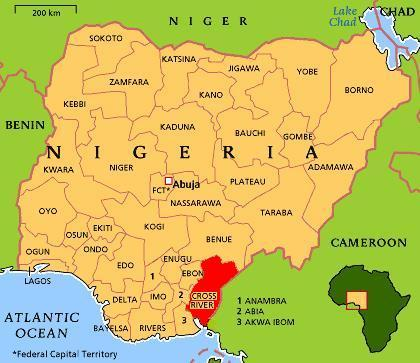 200 km
NIGER
Lake
Chad
CHAD
SOKOTO
KATSINA
JIGAWA
YOBE
BORNO
ZAMFARA
KANO
KEBBI
BENIN
KADUNA
BAUCHI
GOMBE
NIGERIA
ADAMAWA
KWARA
NIGER
FCT*
Abuja
PLATEAU
NASSARAWA
OYO
TARABA
KOGI
OSUN
EKITI
BENUE
CAMEROON
OGUN
ONDO
ENUGU
EDO
EBON
LAGOS
1
DELTA
IMO
2
CROSS
RIVER
1 ANAMBRA
2 ABIA
3 AKWA IBOM
ATLANTIC
OCEAN
BAYELSA
RIVERS
3
*Federal Capital Territory